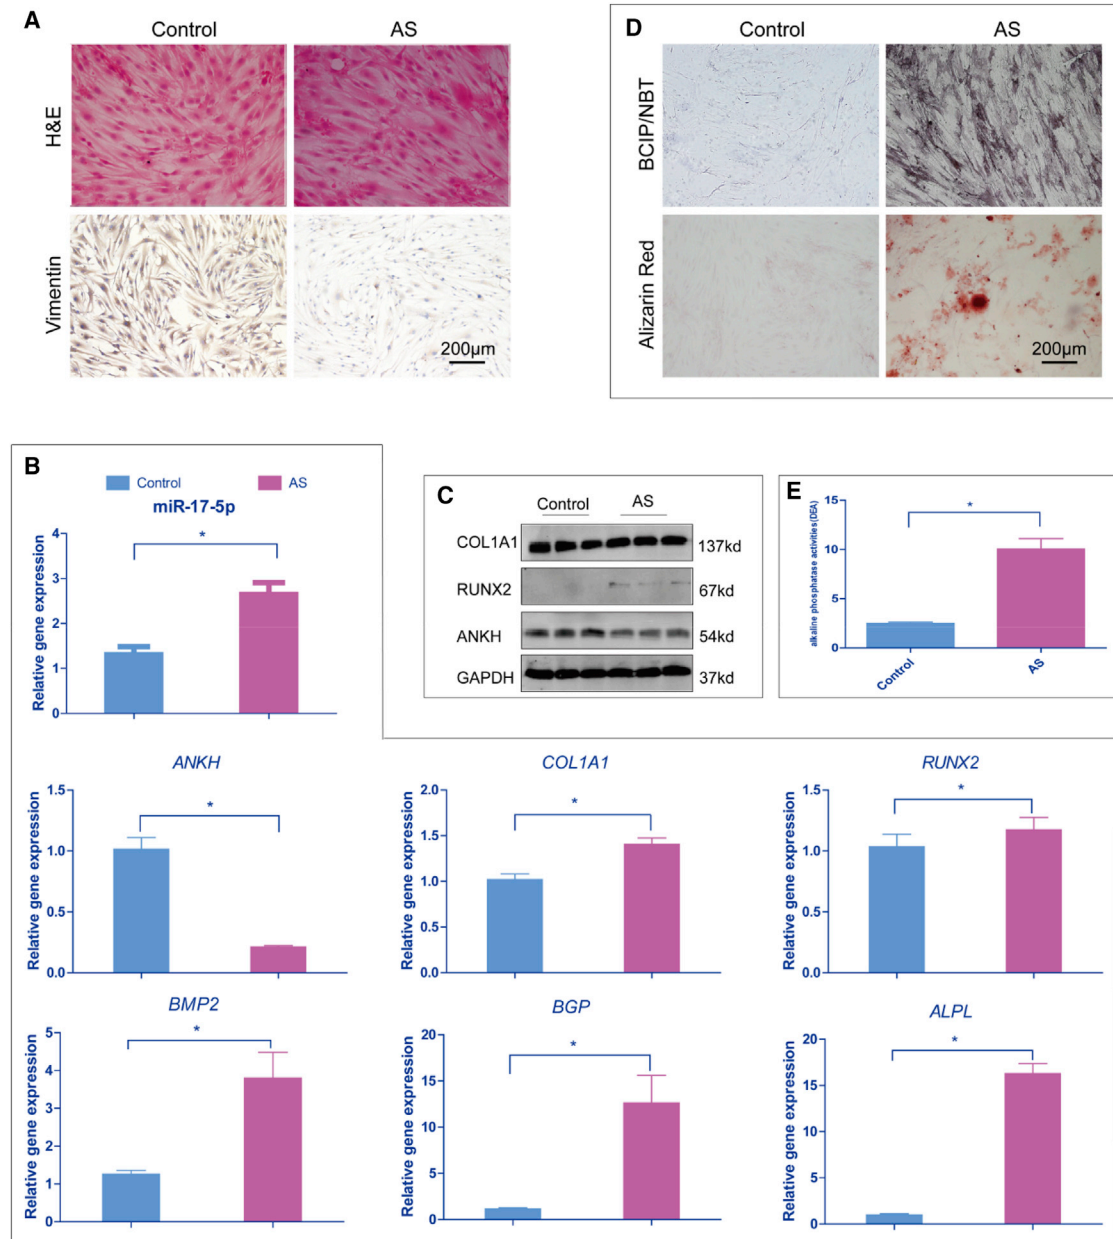 A
Control AS
H&E
Vimentin
200µm
D
Control AS
BCIP/NBT
Alizarin Red
200µm
B
Control AS
miR-17-5p
Relative gene expression
4
3
2
1
0
*
C
Control AS
COL1A1 137kd
RUNX2 67kd
ANKH 54kd
GAPDH 37kd
E
alkaline phosphatase activities(DEA)
15
10
5
0
*
Control AS
ANKH
Relative gene expression
1.5
1.0
0.5
0.0
*
COL1A1
Relative gene expression
2.0
1.5
1.0
0.5
0.0
*
RUNX2
Relative gene expression
1.5
1.0
0.5
0.0
*
BMP2
Relative gene expression
5
4
3
2
1
0
*
BGP
Relative gene expression
20
15
10
5
0
*
ALPL
Relative gene expression
20
15
10
5
0
*